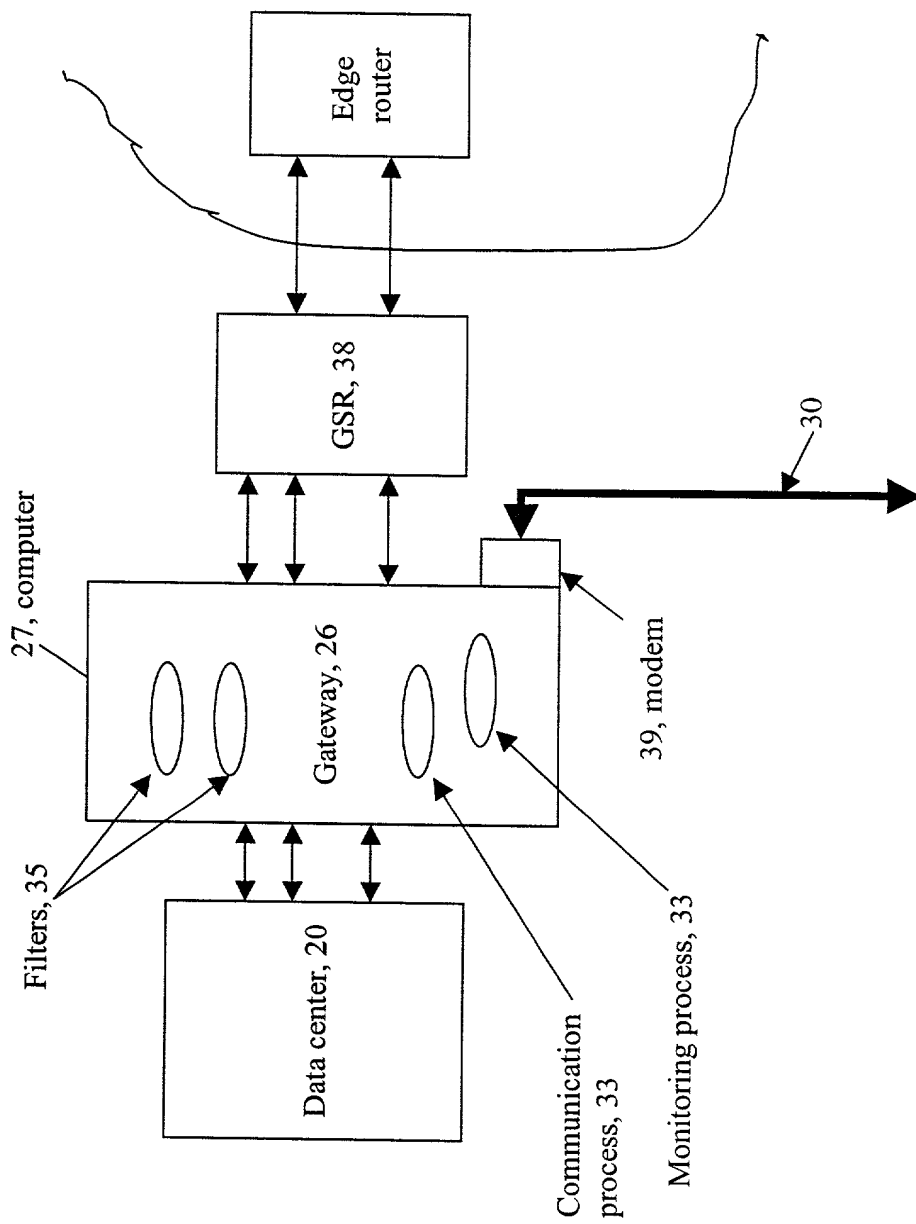 27, computer
Filters, 35
Data center, 20
Gateway, 26
GSR, 38
Edge
router
Communication
process, 33
Monitoring process, 33
39, modem
30